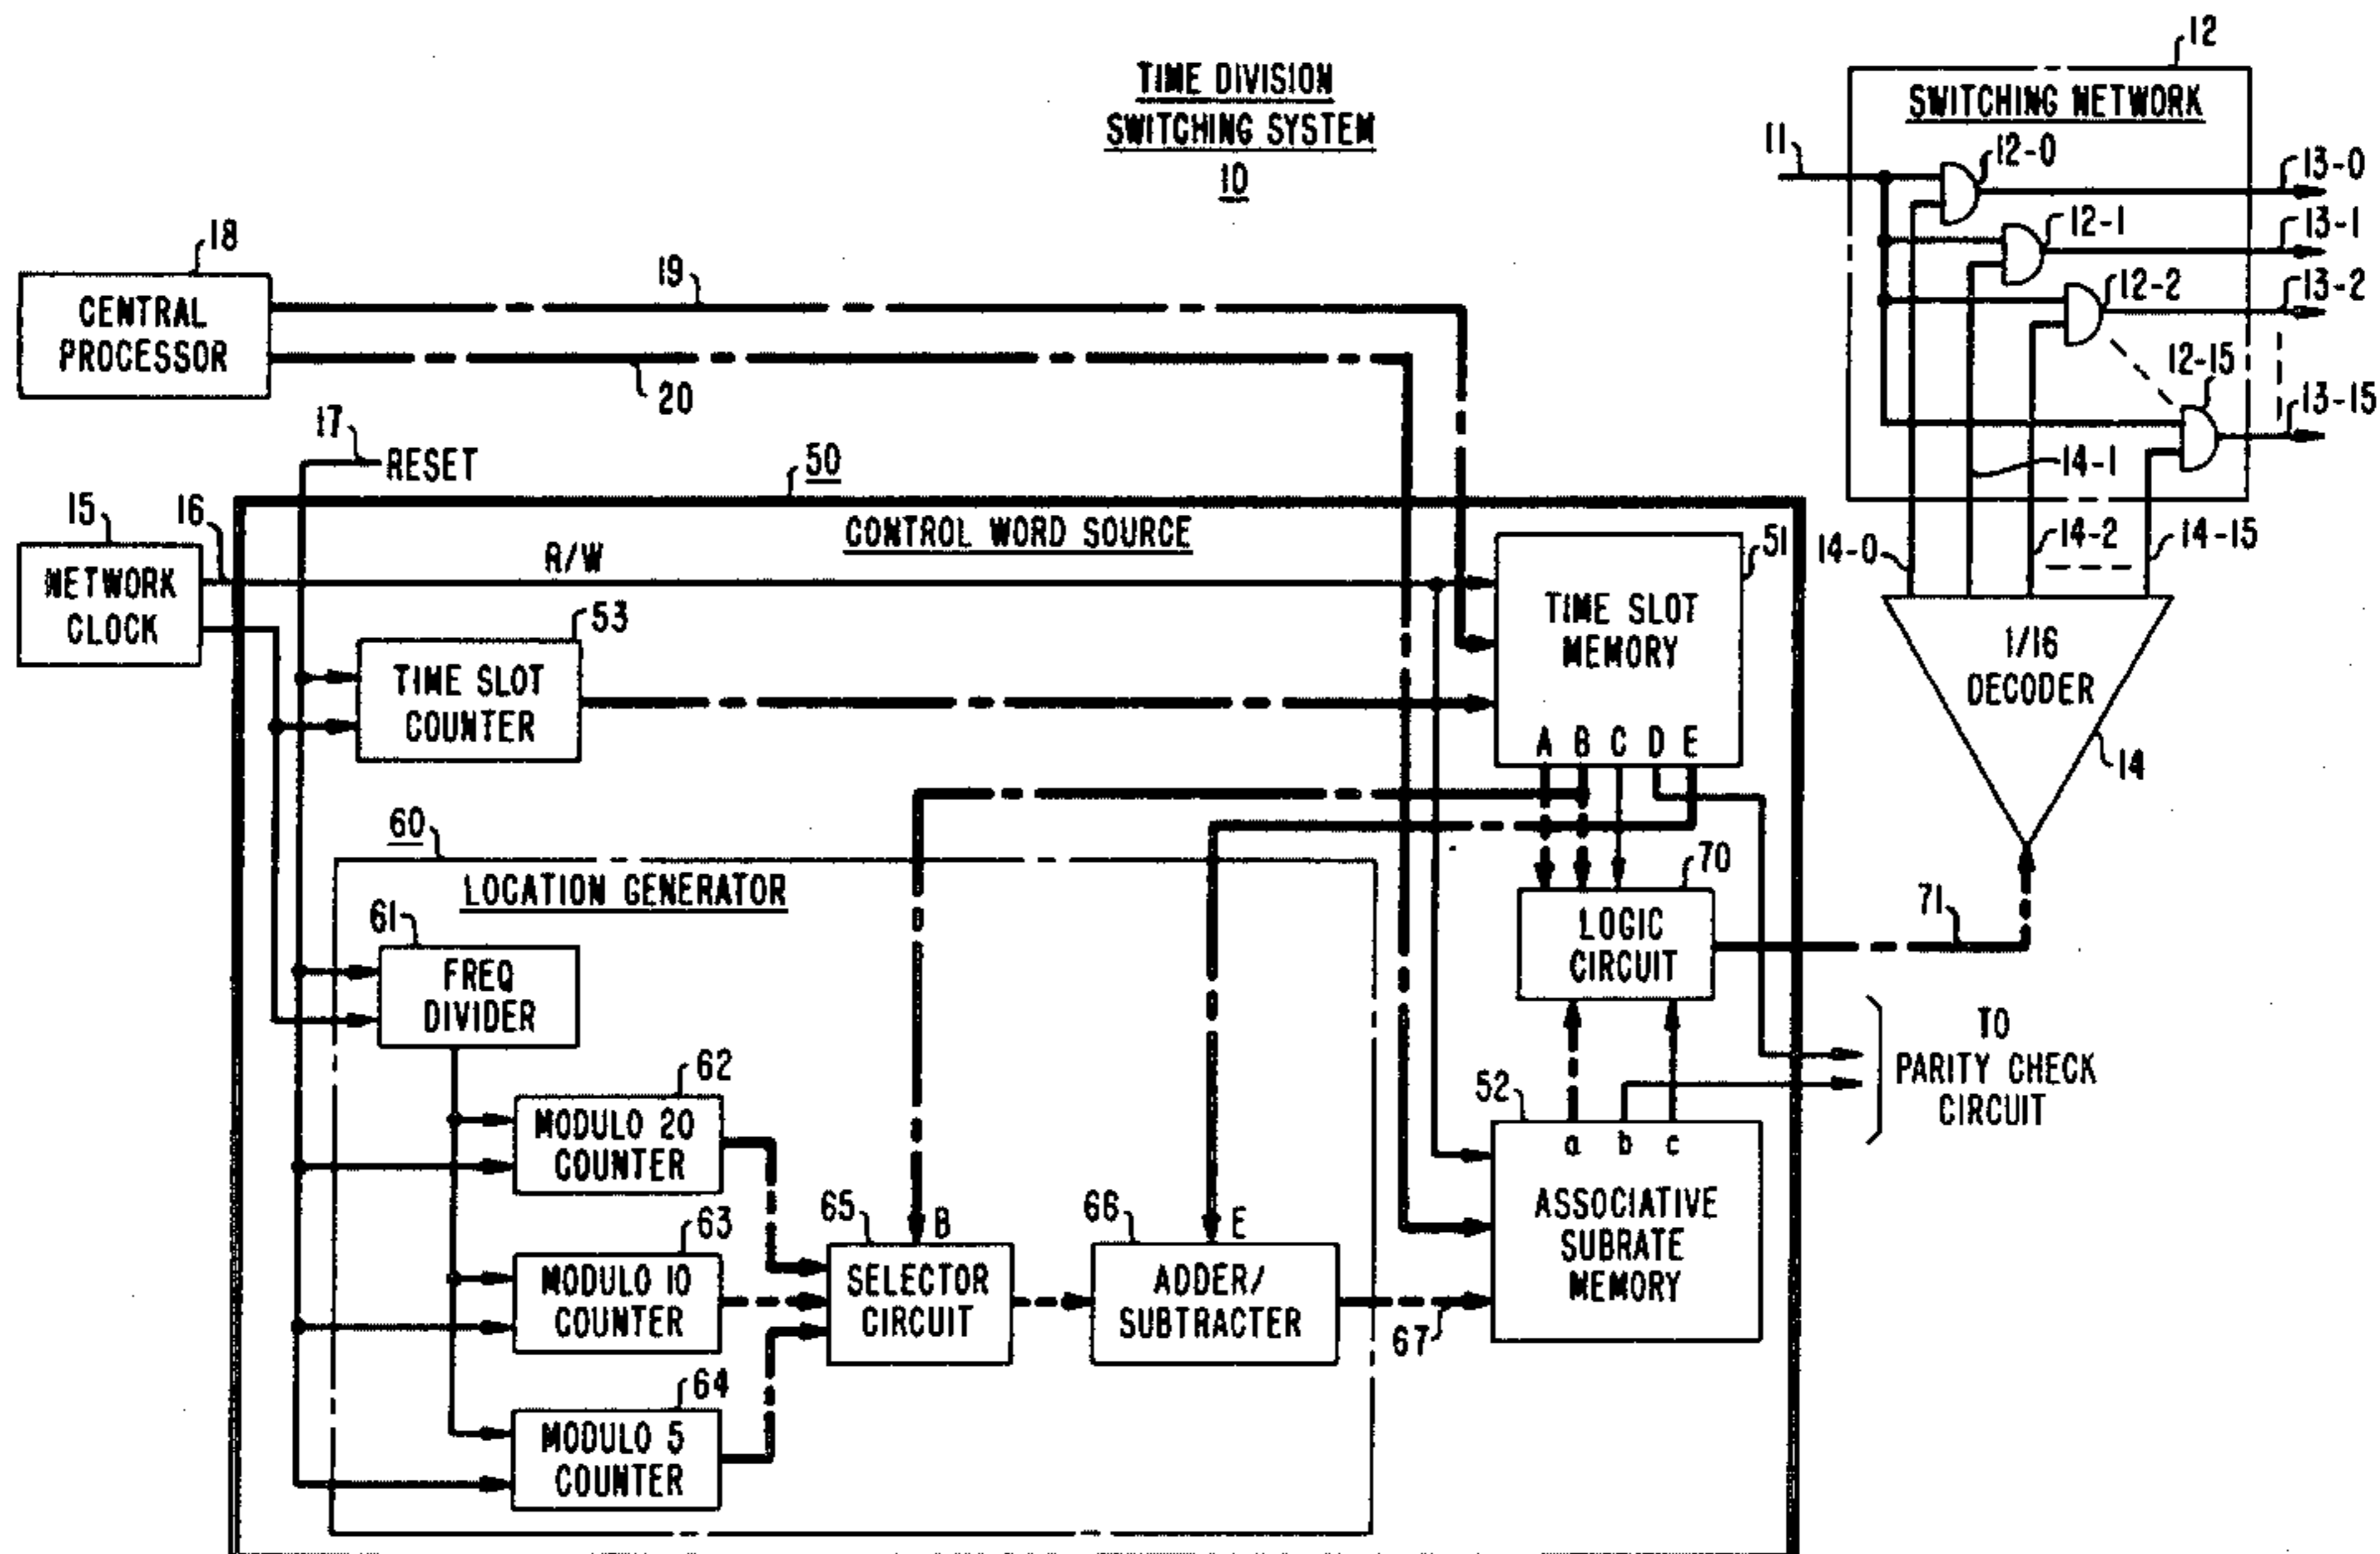 TIME DIVISION
SWITCHING SYSTEM
10
12
SWITCHING NETWORK
11
12-0
13-0
12-1
13-1
12-2
13-2
12-15
13-15
14-1
14-0
14-2
14-15
1/16
DECODER
14
18
CENTRAL
PROCESSOR
19
20
17
RESET
50
CONTROL WORD SOURCE
15
16
NETWORK
CLOCK
R/W
53
TIME SLOT
COUNTER
51
TIME SLOT
MEMORY
A B C D E
60
LOCATION GENERATOR
61
FREQ
DIVIDER
70
LOGIC
CIRCUIT
71
62
MODULO 20
COUNTER
63
MODULO 10
COUNTER
64
MODULO 5
COUNTER
65
B
SELECTOR
CIRCUIT
66
E
ADDER/
SUBTRACTER
67
52
a b c
ASSOCIATIVE
SUBRATE
MEMORY
TO
PARITY CHECK
CIRCUIT